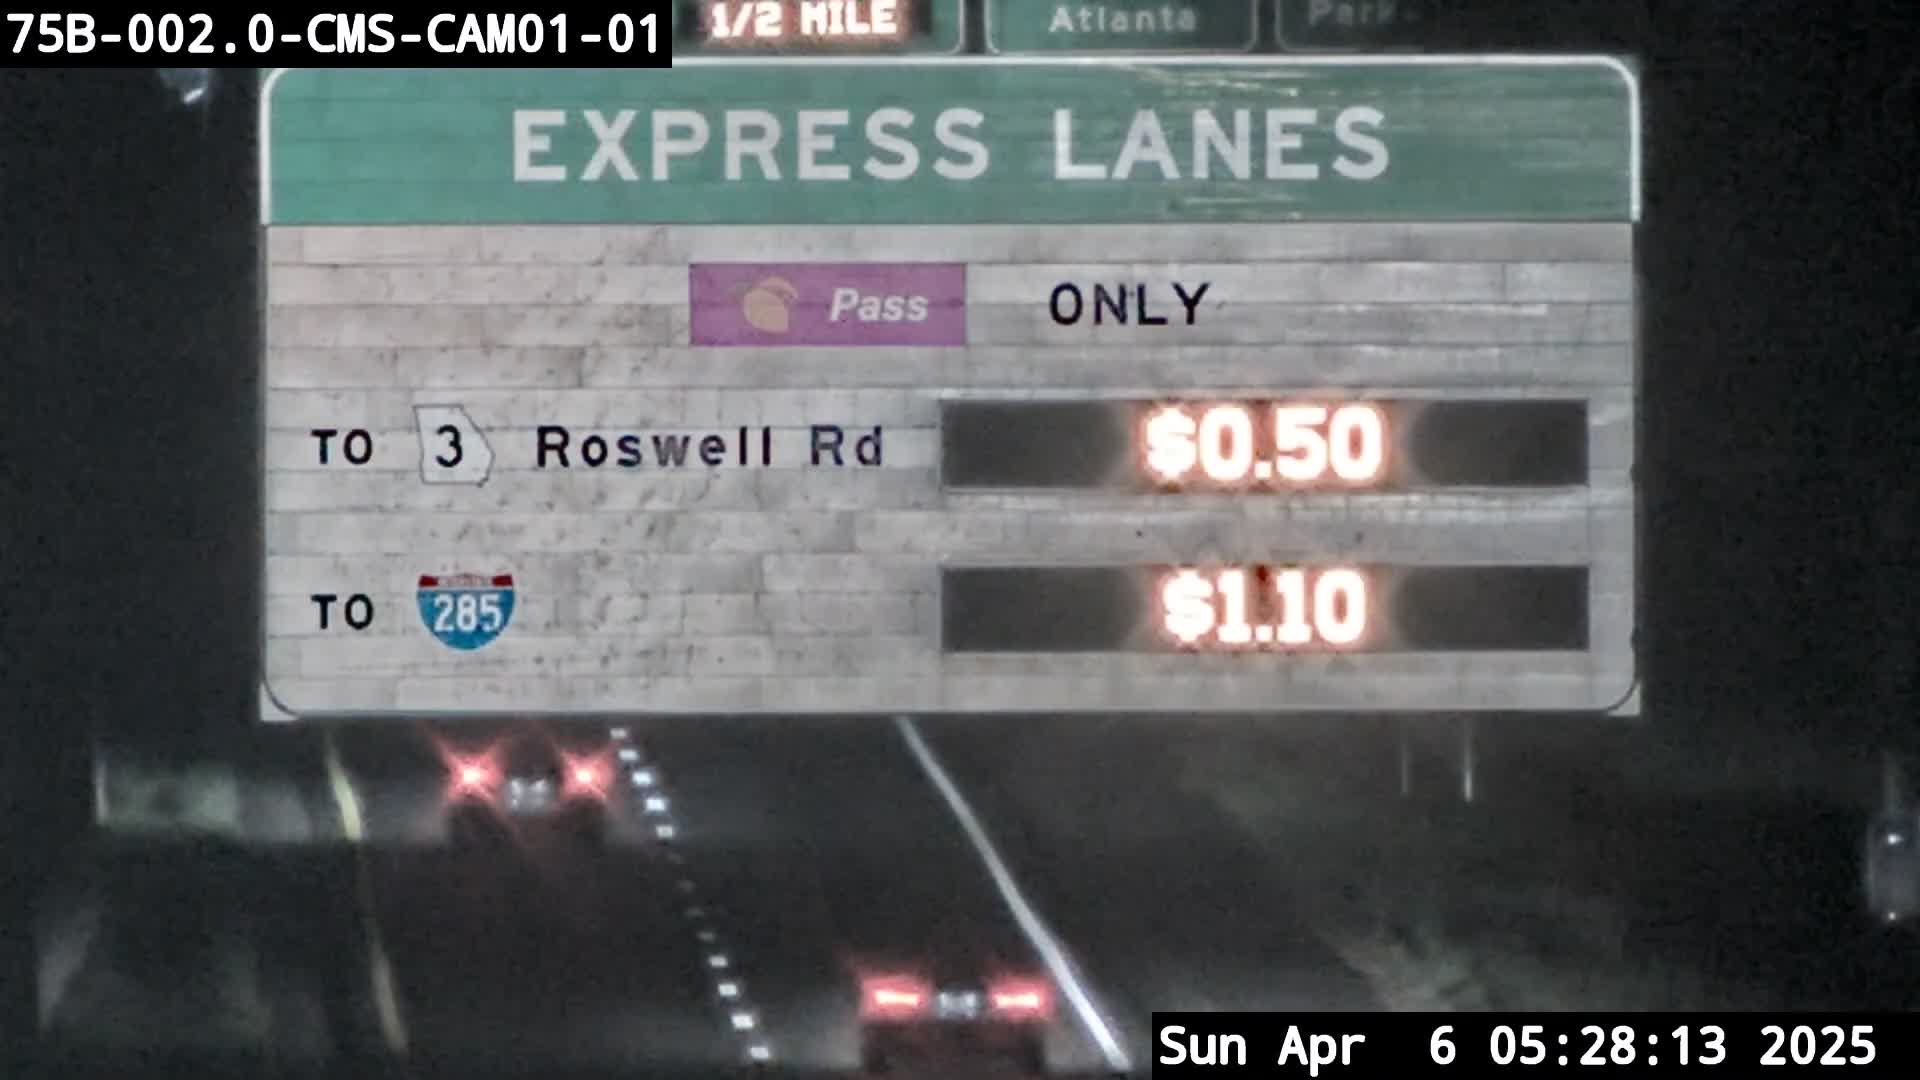 75B-002.0-CMS-CAM01-01
1/2 MILE
Atlanta
Park
EXPRESS LANES
Pass ONLY
TO 3 Roswell Rd $0.50
TO 285 $1.10
Sun Apr 6 05:28:13 2025